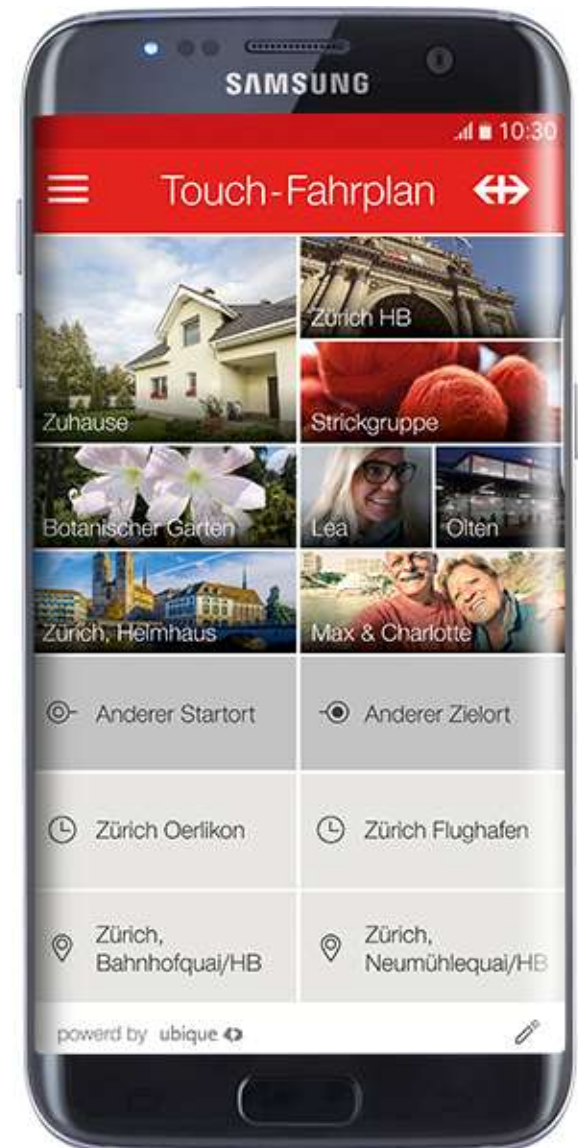 SAMSUNG
10:30
Touch-Fahrplan
Zuhause
Zürich HB
Strickgruppe
Botanischer Garten
Lea
Olten
Zürich, Helmhaus
Max & Charlotte
Anderer Startort
Anderer Zielort
Zürich Oerlikon
Zürich Flughafen
Zürich,
Bahnhofquai/HB
Zürich,
Neumühlequai/HB
powerd by ubique